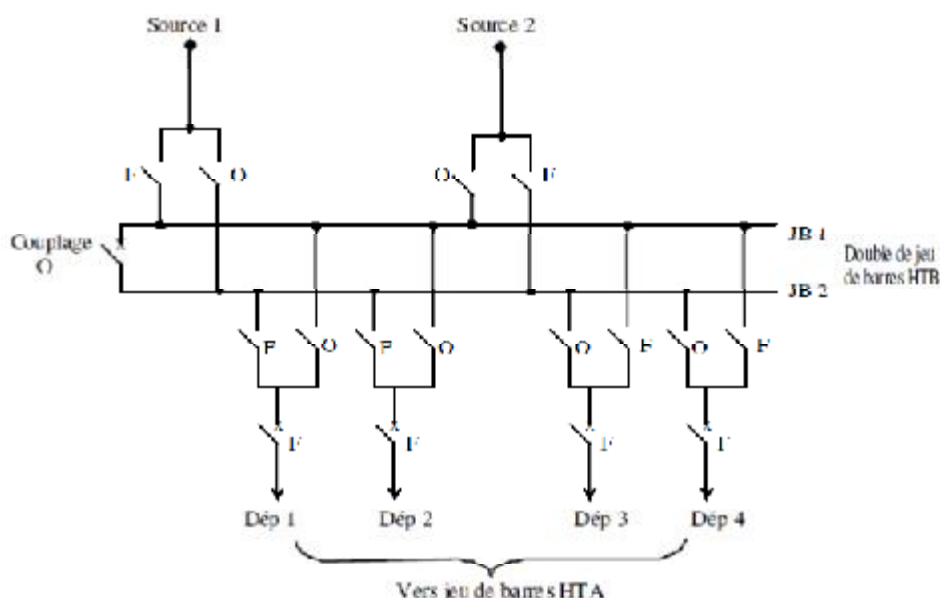 Source 1
Source 2
F
O
O
F
Couplage
O
JB 1
Double de jeu
de barres HTB
JB 2
F
O
F
O
O
F
O
F
F
F
F
F
Dép 1
Dép 2
Dép 3
Dép 4
Vers jeu de barres HTA